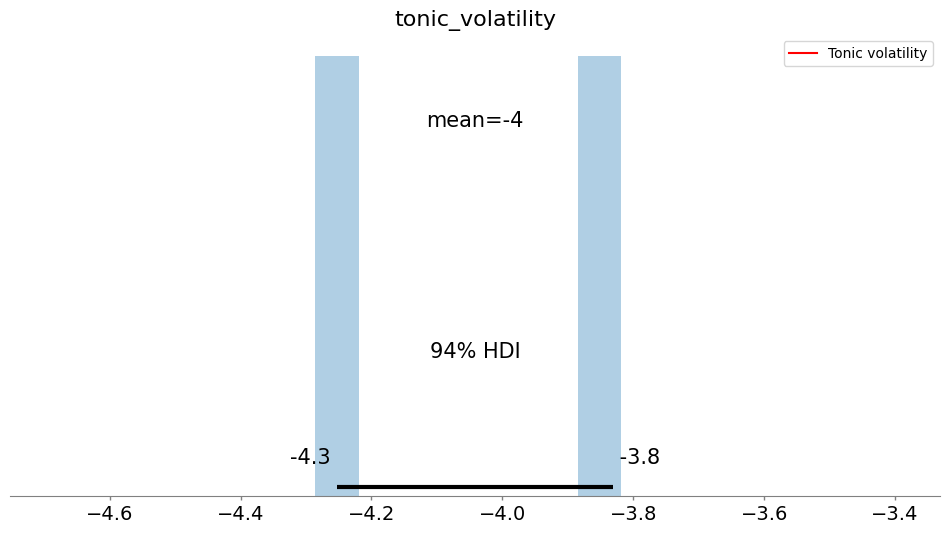 tonic_volatility
Tonic volatility
mean=-4
94% HDI
-4.3
-3.8
−4.6 −4.4 −4.2 −4.0 −3.8 −3.6 −3.4